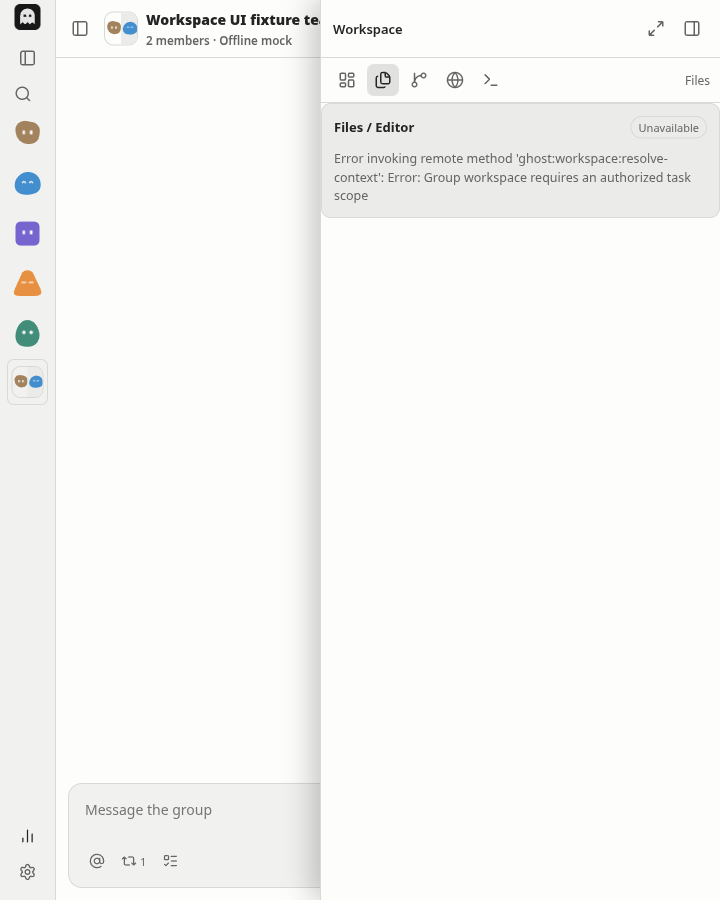 Workspace UI fixture
2 members · Offline mock
Message the group
1
Workspace
Files
Files / Editor
Unavailable
Error invoking remote method 'ghost:workspace:resolve-
context': Error: Group workspace requires an authorized task
scope